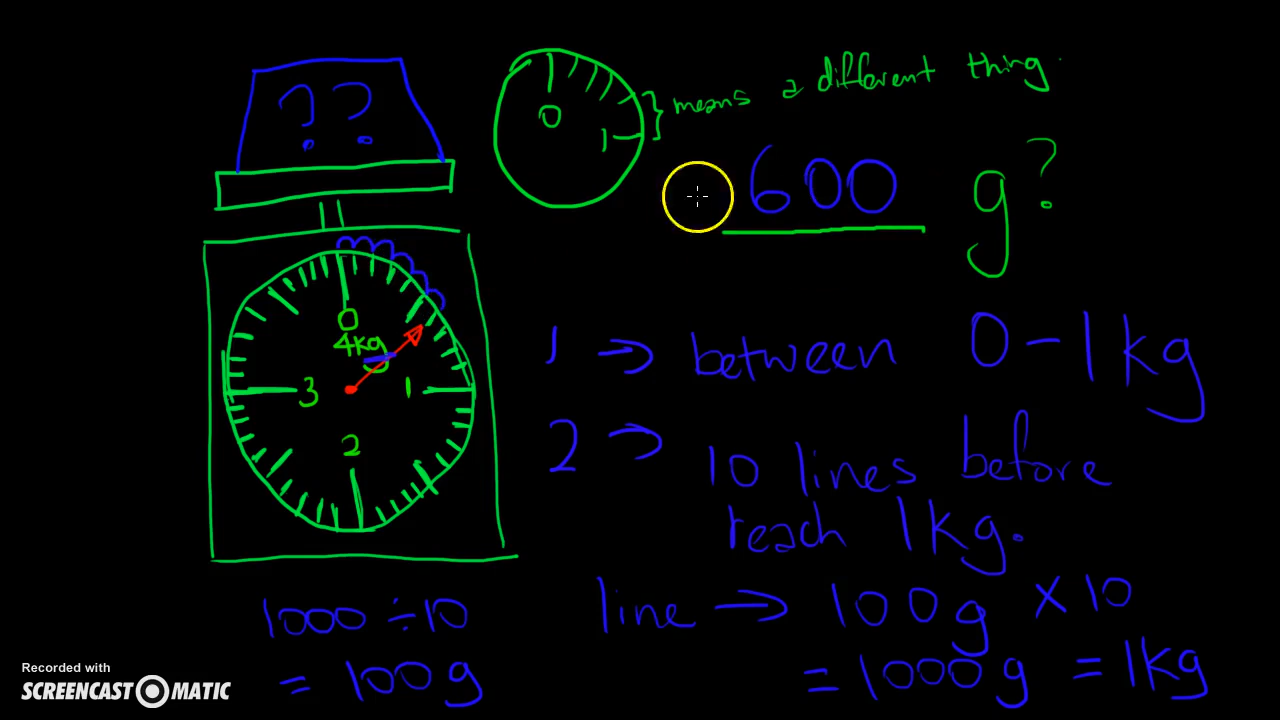 ??
0
1
means a different thing.
600 g?
0
4kg
3
1
2
1 → between 0-1kg
2 → 10 lines before
reach 1kg.
line → 100g × 10
= 1000g = 1kg
1000 ÷ 10
= 100g
Recorded with
SCREENCAST-O-MATIC